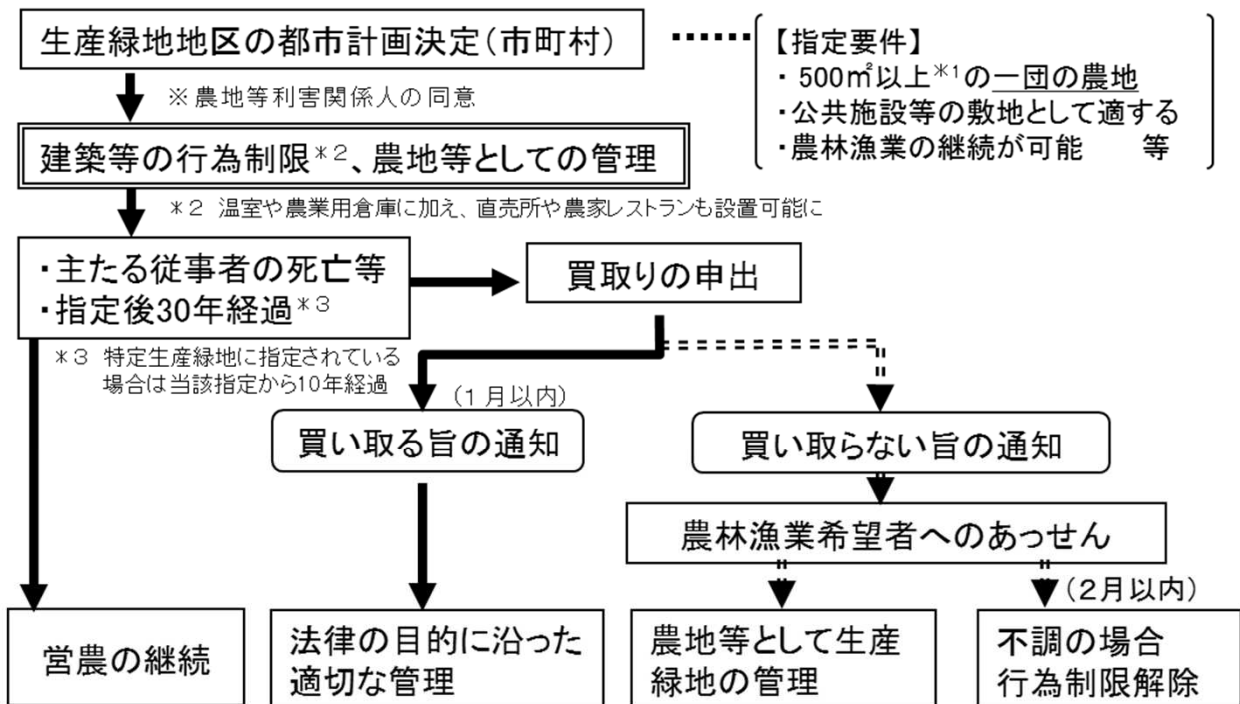 生産緑地地区の都市計画決定(市町村)
【指定要件】
・500㎡以上*1の一団の農地
・公共施設等の敷地として適する
・農林漁業の継続が可能 等
※農地等利害関係人の同意
建築等の行為制限*2、農地等としての管理
*2 温室や農業用倉庫に加え、直売所や農家レストランも設置可能に
・主たる従事者の死亡等
・指定後30年経過*3
買取りの申出
*3 特定生産緑地に指定されている
場合は当該指定から10年経過
(1月以内)
買い取る旨の通知
買い取らない旨の通知
農林漁業希望者へのあっせん
(2月以内)
営農の継続
法律の目的に沿った
適切な管理
農地等として生産
緑地の管理
不調の場合
行為制限解除